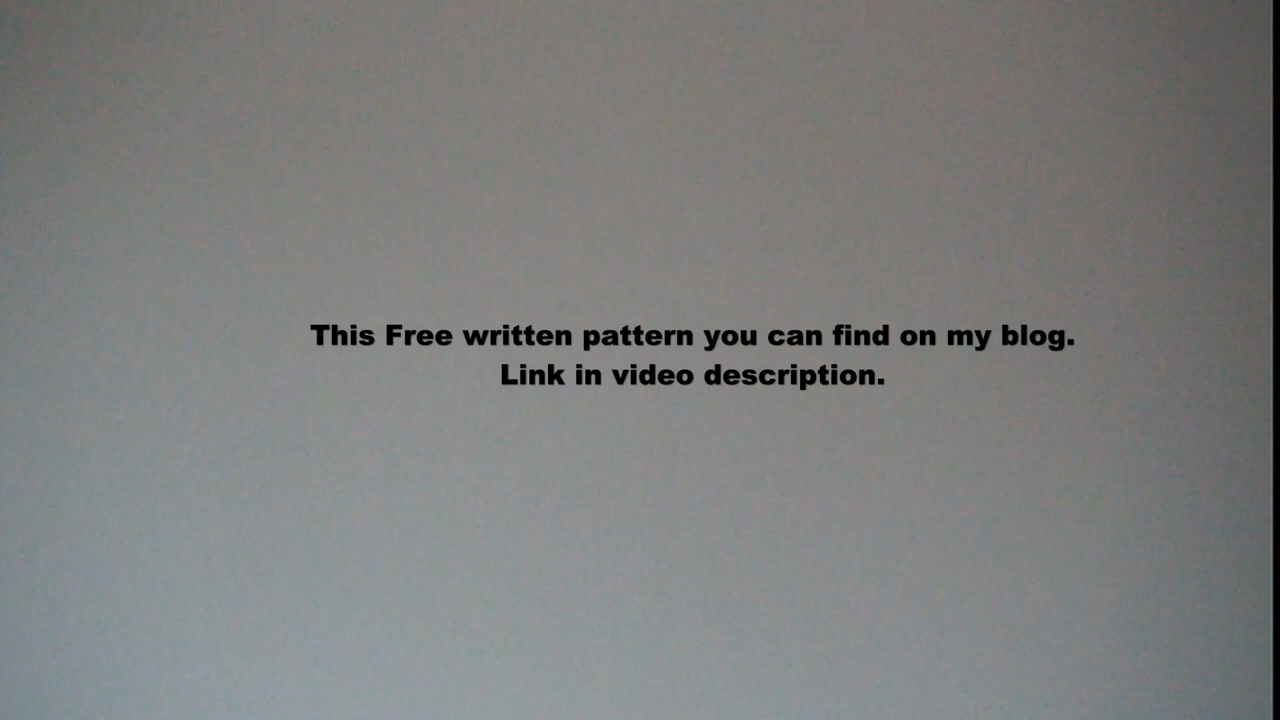 This Free written pattern you can find on my blog.
Link in video description.